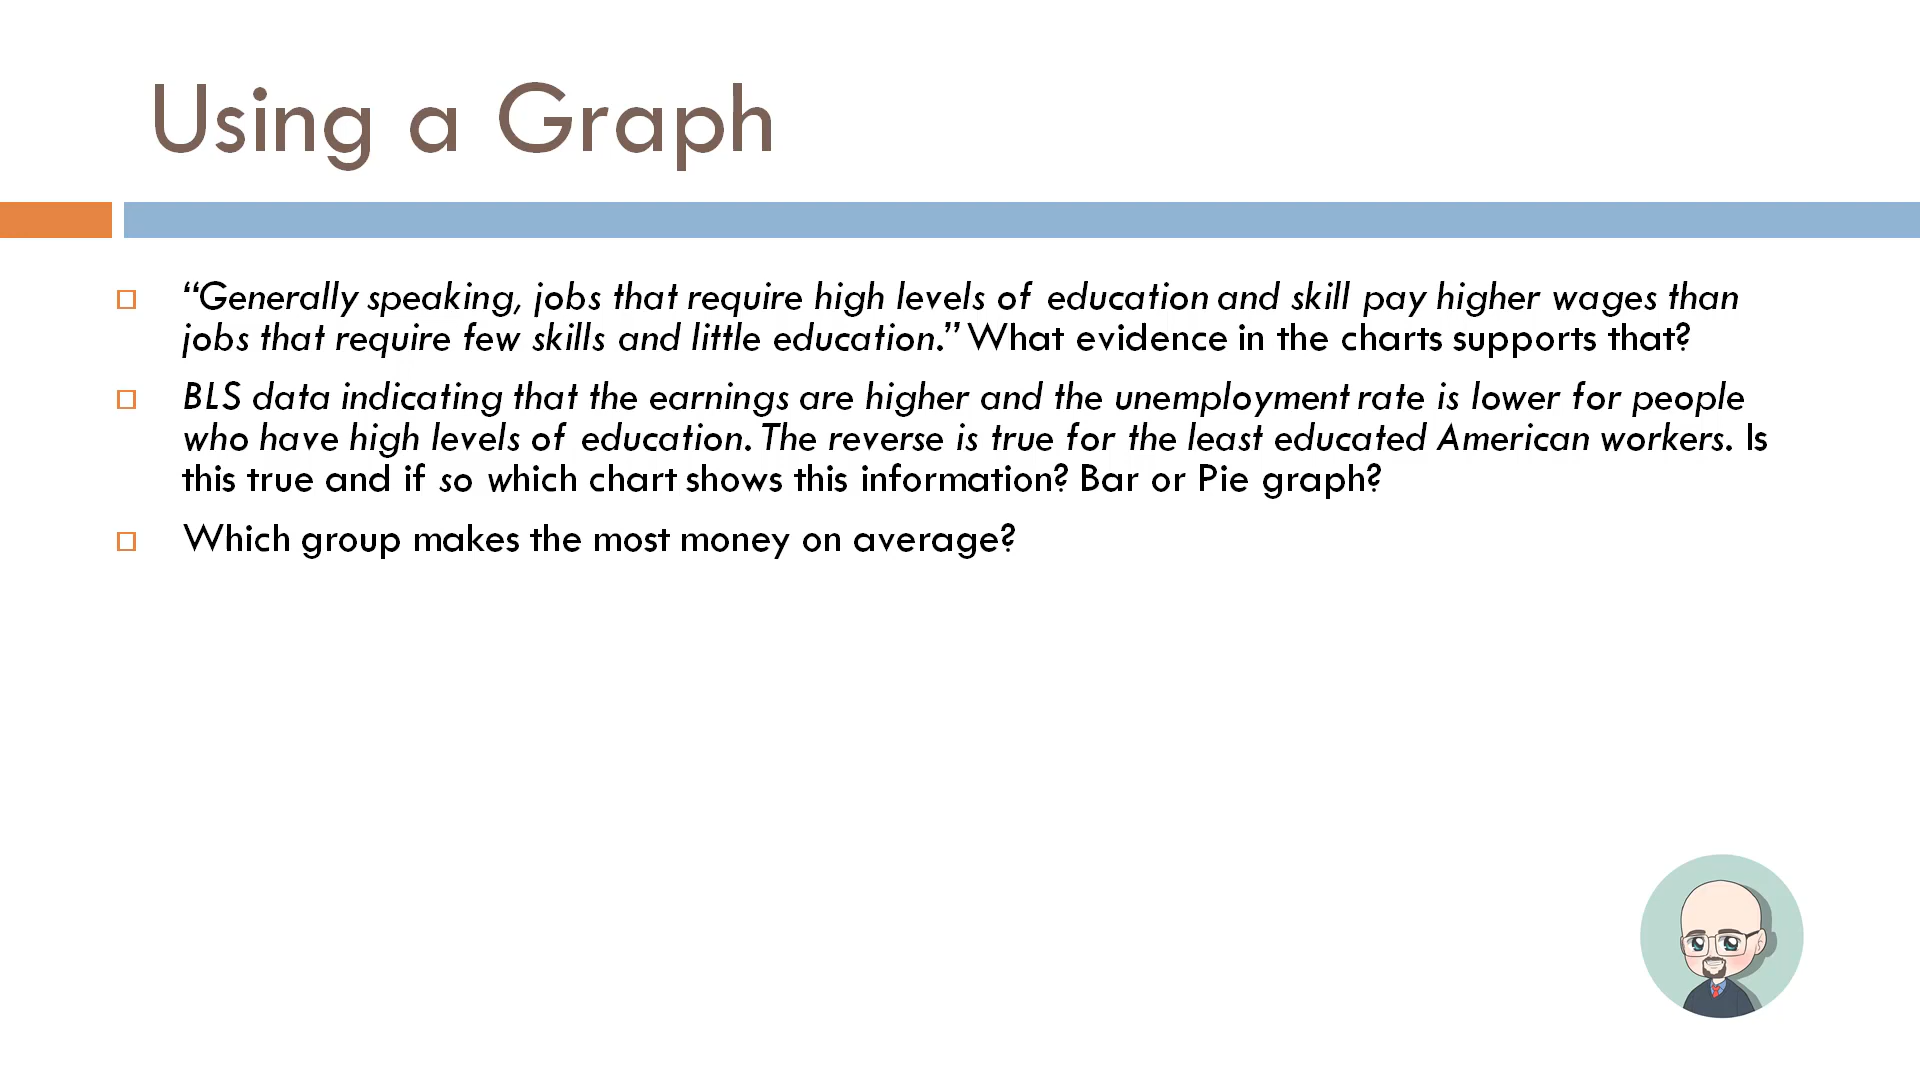 Using a Graph
“Generally speaking, jobs that require high levels of education and skill pay higher wages than
jobs that require few skills and little education.” What evidence in the charts supports that?
BLS data indicating that the earnings are higher and the unemployment rate is lower for people
who have high levels of education. The reverse is true for the least educated American workers. Is
this true and if so which chart shows this information? Bar or Pie graph?
Which group makes the most money on average?